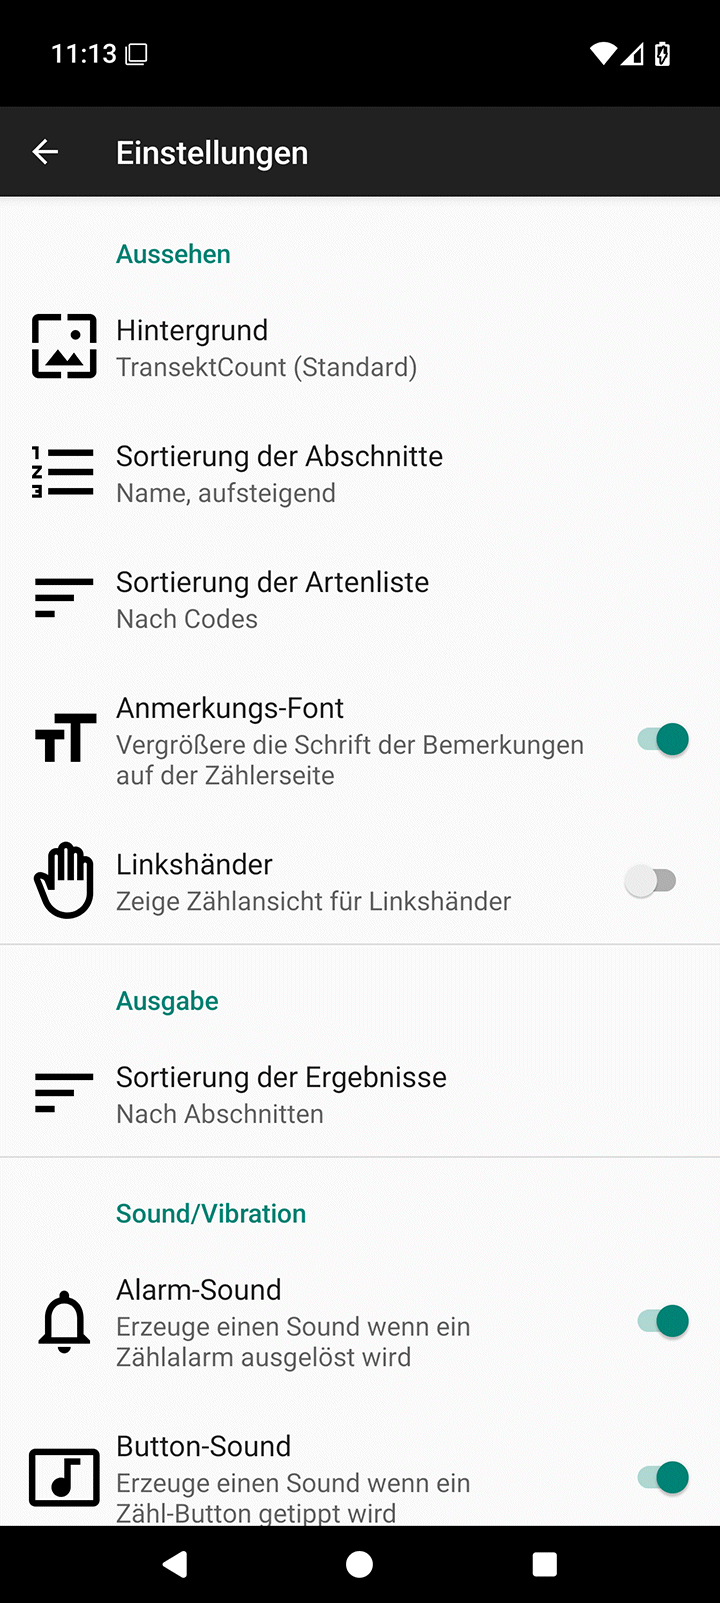 11:13
Einstellungen
Aussehen
Hintergrund
TransektCount (Standard)
1
2
3
Sortierung der Abschnitte
Name, aufsteigend
Sortierung der Artenliste
Nach Codes
Anmerkungs-Font
Vergrößere die Schrift der Bemerkungen
auf der Zählerseite
Linkshänder
Zeige Zählansicht für Linkshänder
Ausgabe
Sortierung der Ergebnisse
Nach Abschnitten
Sound/Vibration
Alarm-Sound
Erzeuge einen Sound wenn ein
Zählalarm ausgelöst wird
Button-Sound
Erzeuge einen Sound wenn ein
Zähl-Button getippt wird